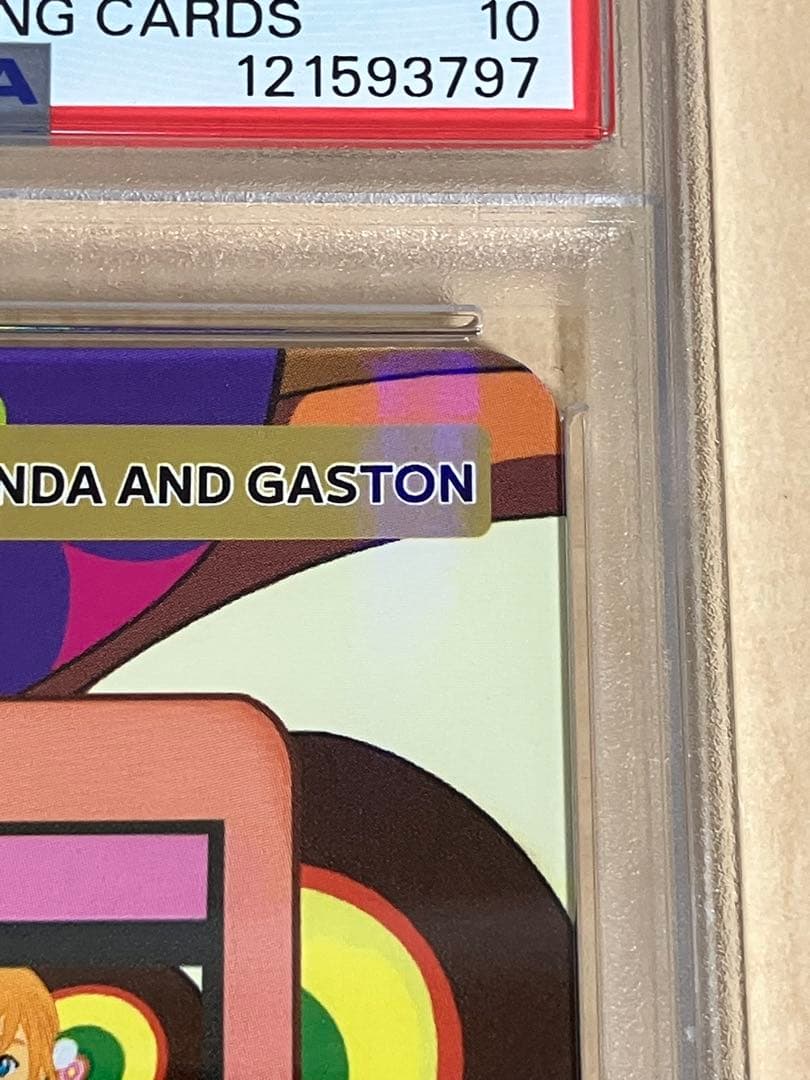 NG CARDS 10
A 121593797
NDA AND GASTON